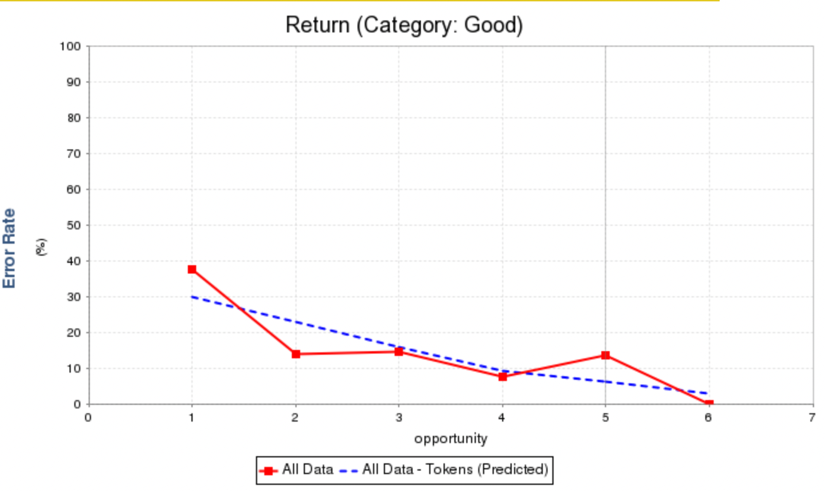 Return (Category: Good)
100
90
80
70
60
50
40
30
20
10
0
Error Rate
(%)
0 1 2 3 4 5 6 7
opportunity
All Data All Data - Tokens (Predicted)